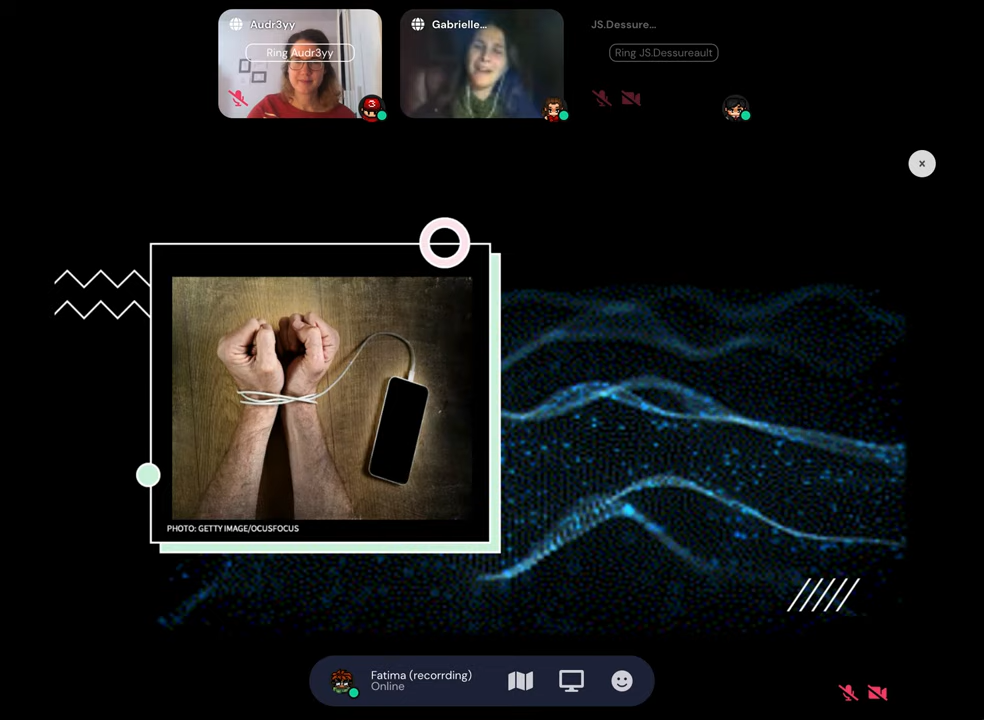 Audr3yy
Ring Audr3yy
Gabrielle...
JS.Dessure...
Ring JS.Dessureault
x
PHOTO: GETTY IMAGE/OCUSFOCUS
Fatima (recorrding)
Online